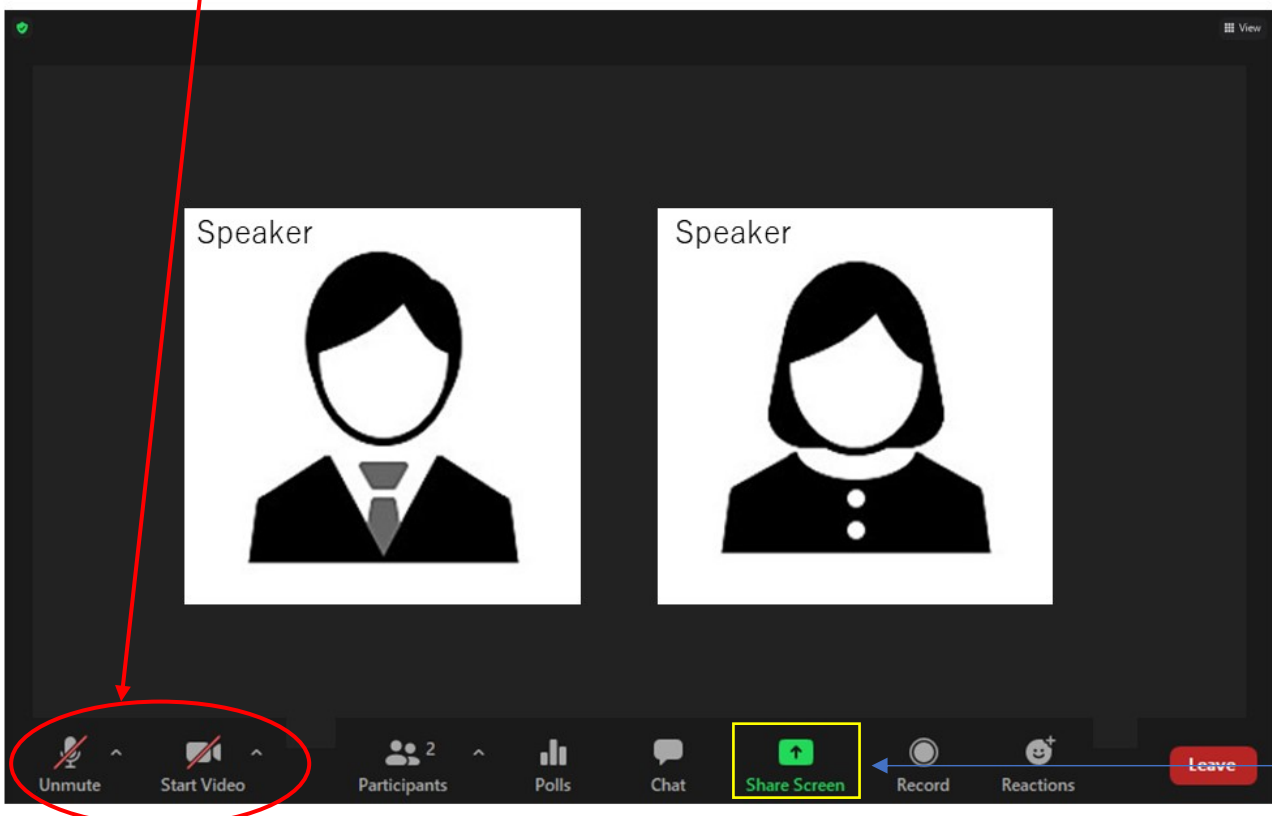 View
Speaker
Speaker
2
Unmute
Start Video
Participants
Polls
Chat
Share Screen
Record
Reactions
Leave